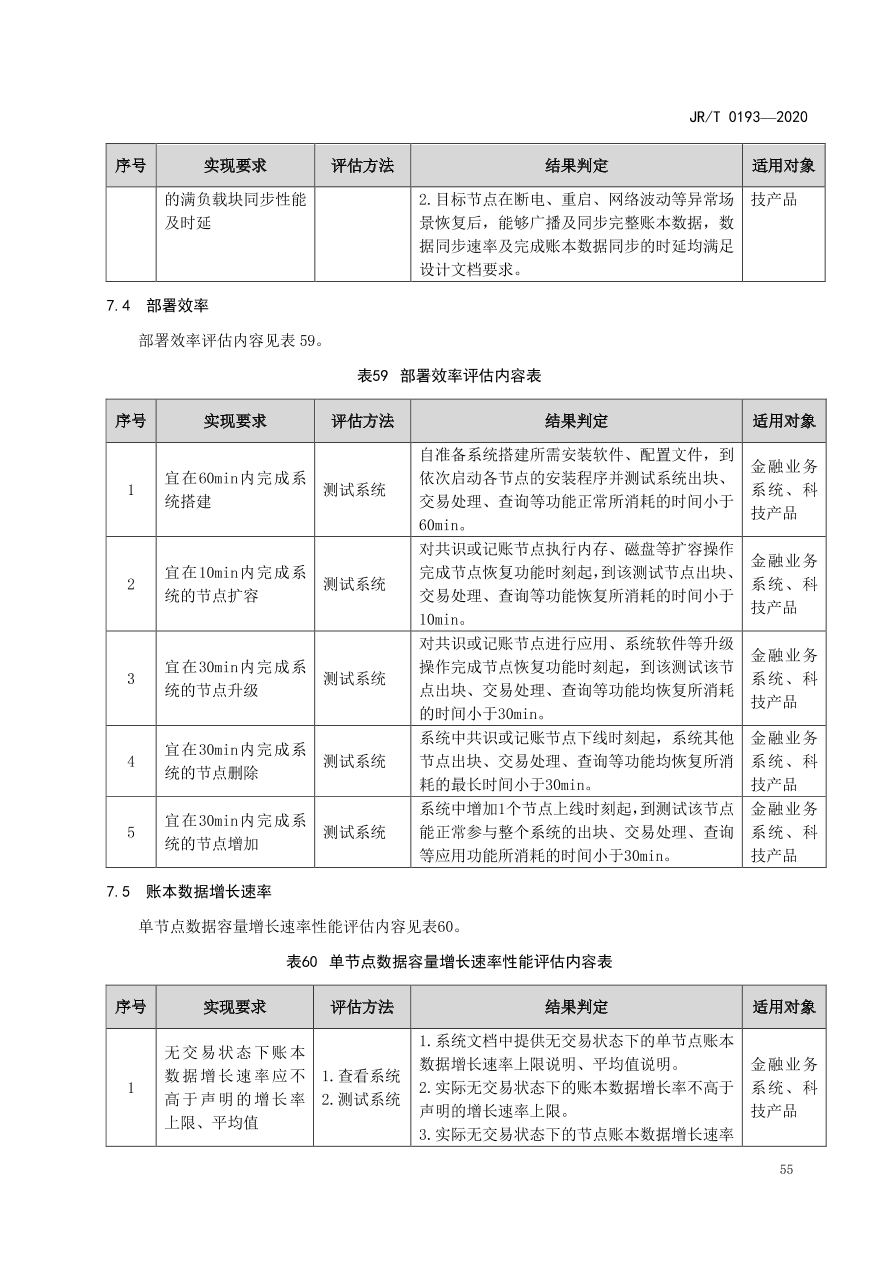 JR/T 0193—2020
序号 实现要求 评估方法 结果判定 适用对象
的满负载块同步性能
及时延
2.目标节点在断电、重启、网络波动等异常场
景恢复后，能够广播及同步完整账本数据，数
据同步速率及完成账本数据同步的时延均满足
设计文档要求。
技产品
7.4 部署效率
部署效率评估内容见表 59。
表59 部署效率评估内容表
序号 实现要求 评估方法 结果判定 适用对象
1
宜在60min内完成系
统搭建
测试系统
自准备系统搭建所需安装软件、配置文件，到
依次启动各节点的安装程序并测试系统出块、
交易处理、查询等功能正常所消耗的时间小于
60min。
金融业务
系统、科
技产品
2
宜在10min内完成系
统的节点扩容
测试系统
对共识或记账节点执行内存、磁盘等扩容操作
完成节点恢复功能时刻起，到该测试节点出块、
交易处理、查询等功能恢复所消耗的时间小于
10min。
金融业务
系统、科
技产品
3
宜在30min内完成系
统的节点升级
测试系统
对共识或记账节点进行应用、系统软件等升级
操作完成节点恢复功能时刻起，到该测试该节
点出块、交易处理、查询等功能均恢复所消耗
的时间小于30min。
金融业务
系统、科
技产品
4
宜在30min内完成系
统的节点删除
测试系统
系统中共识或记账节点下线时刻起，系统其他
节点出块、交易处理、查询等功能均恢复所消
耗的最长时间小于30min。
金融业务
系统、科
技产品
5
宜在30min内完成系
统的节点增加
测试系统
系统中增加1个节点上线时刻起，到测试该节点
能正常参与整个系统的出块、交易处理、查询
等应用功能所消耗的时间小于30min。
金融业务
系统、科
技产品
7.5 账本数据增长速率
单节点数据容量增长速率性能评估内容见表60。
表60 单节点数据容量增长速率性能评估内容表
序号 实现要求 评估方法 结果判定 适用对象
1
无交易状态下账本
数据增长速率应不
高于声明的增长率
上限、平均值
1.查看系统
2.测试系统
1.系统文档中提供无交易状态下的单节点账本
数据增长速率上限说明、平均值说明。
2.实际无交易状态下的账本数据增长率不高于
声明的增长速率上限。
3.实际无交易状态下的节点账本数据增长速率
金融业务
系统、科
技产品
55